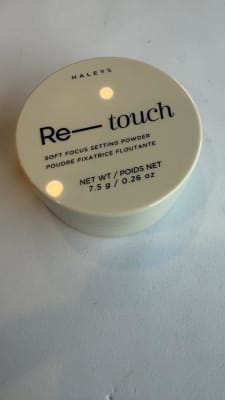 HALEYS
Re— touch
SOFT FOCUS SETTING POWDER
POUDRE FIXATRICE FLOUTANTE
NET WT / POIDS NET
7.5 g / 0.26 oz